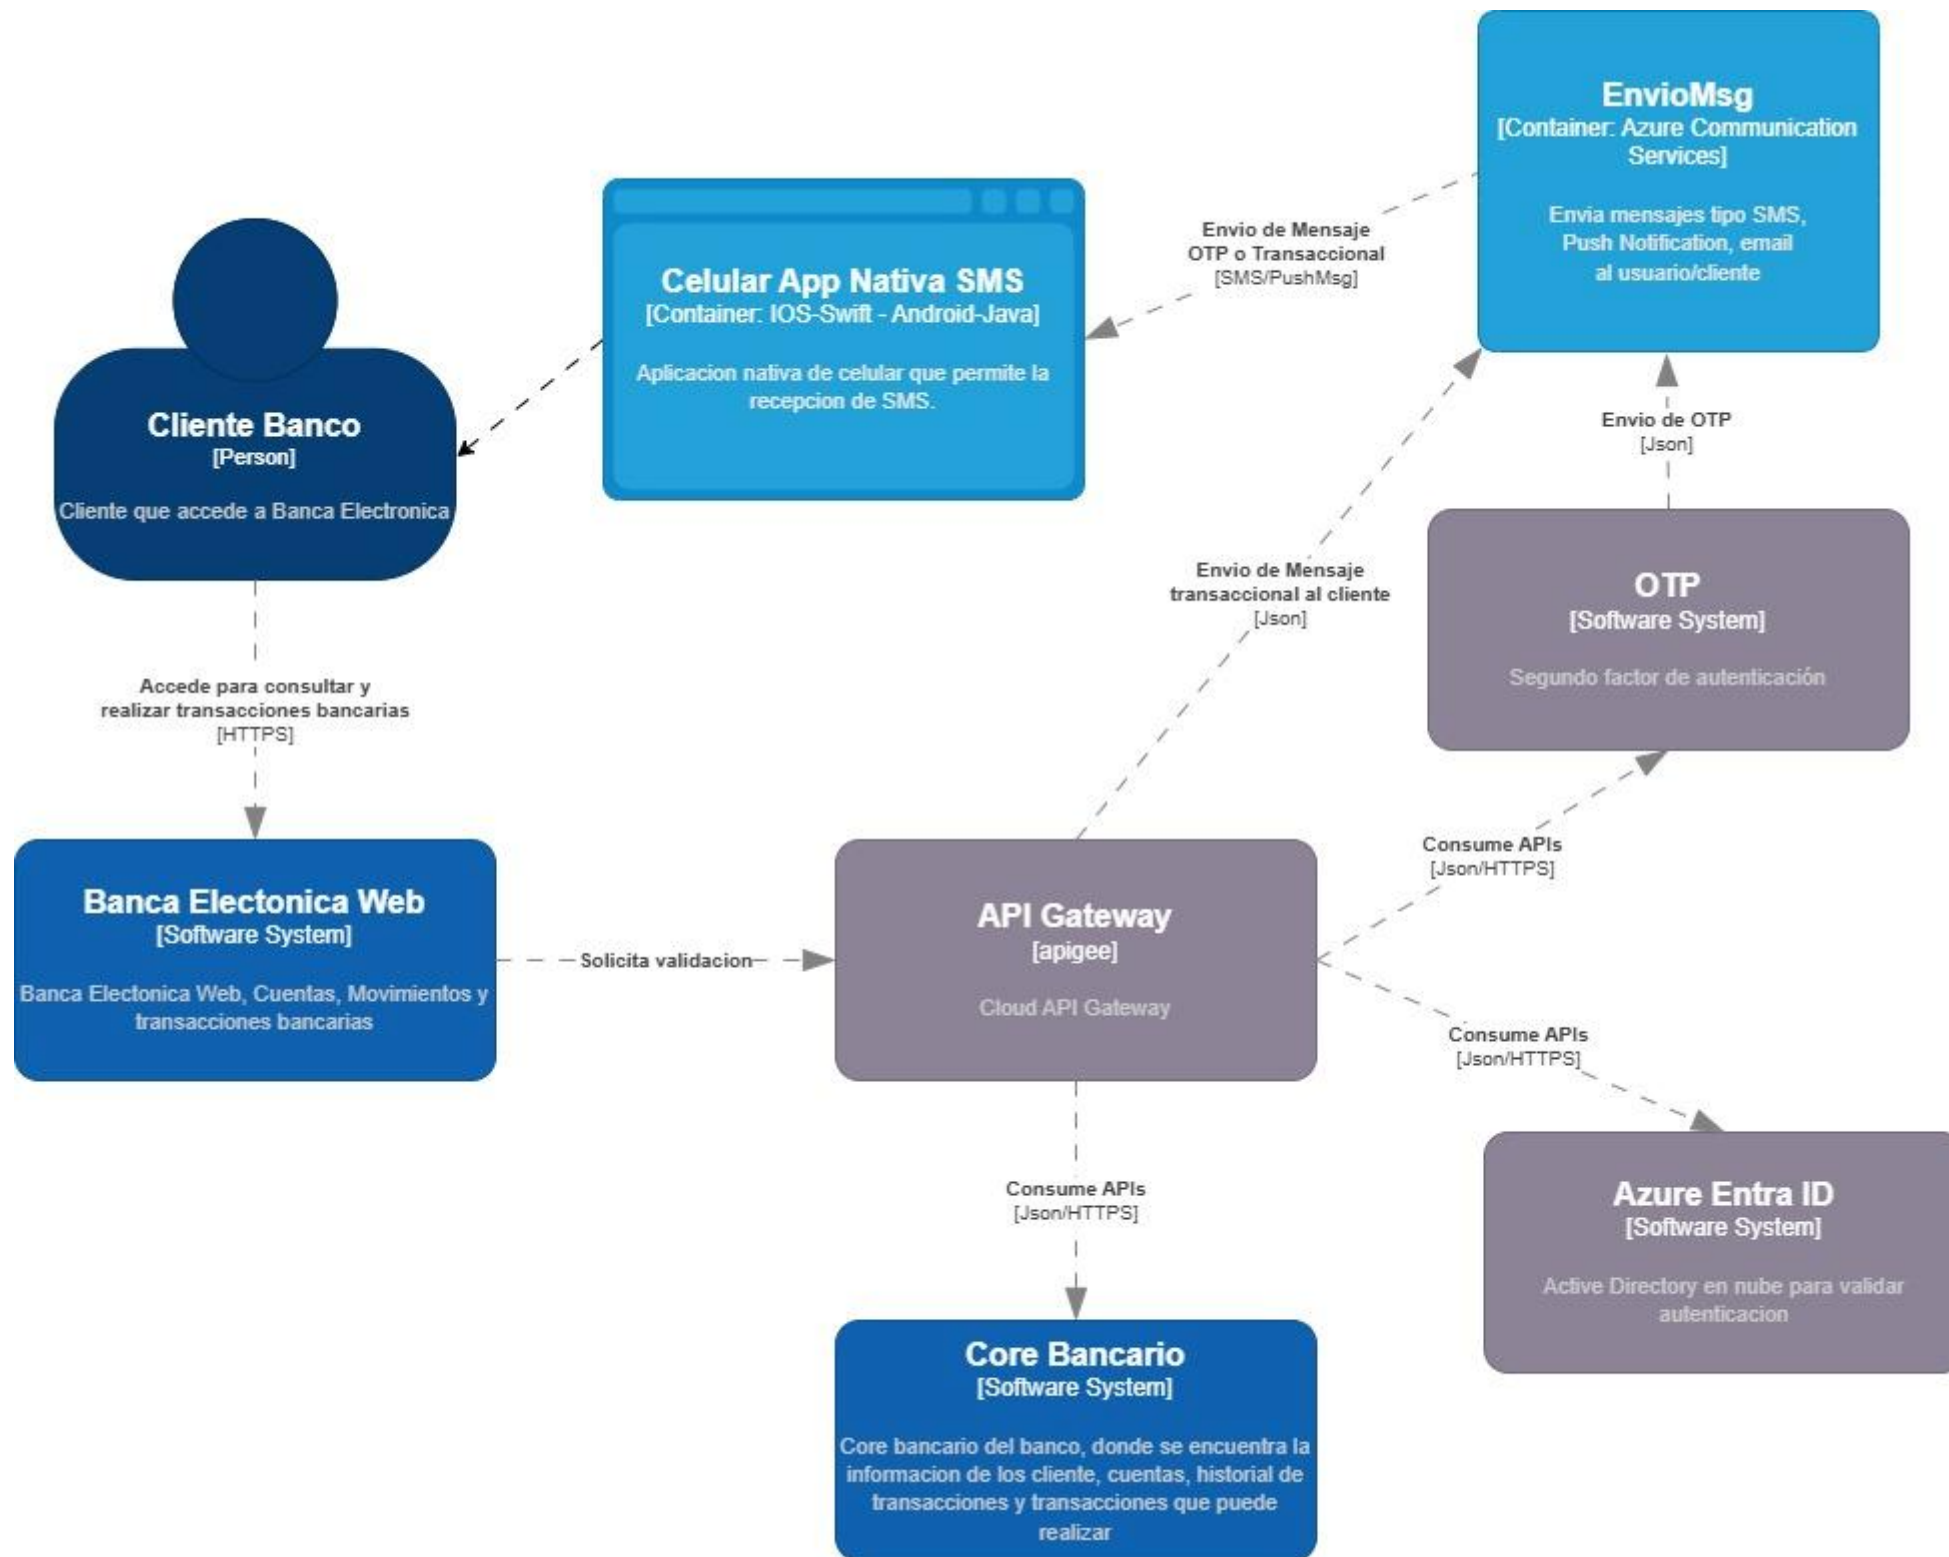 EnvioMsg
[Container: Azure Communication
Services]
Envia mensajes tipo SMS,
Push Notification, email
al usuario/cliente
Envio de Mensaje
OTP o Transaccional
[SMS/PushMsg]
Celular App Nativa SMS
[Container: IOS-Swift - Android-Java]
Aplicacion nativa de celular que permite la
recepcion de SMS.
Cliente Banco
[Person]
Cliente que accede a Banca Electronica
Envio de OTP
[Json]
Envio de Mensaje
transaccional al cliente
[Json]
OTP
[Software System]
Segundo factor de autenticación
Accede para consultar y
realizar transacciones bancarias
[HTTPS]
Banca Electonica Web
[Software System]
Banca Electonica Web, Cuentas, Movimientos y
transacciones bancarias
Solicita validacion
API Gateway
[apigee]
Cloud API Gateway
Consume APIs
[Json/HTTPS]
Consume APIs
[Json/HTTPS]
Consume APIs
[Json/HTTPS]
Azure Entra ID
[Software System]
Active Directory en nube para validar
autenticacion
Core Bancario
[Software System]
Core bancario del banco, donde se encuentra la
informacion de los cliente, cuentas, historial de
transacciones y transacciones que puede
realizar